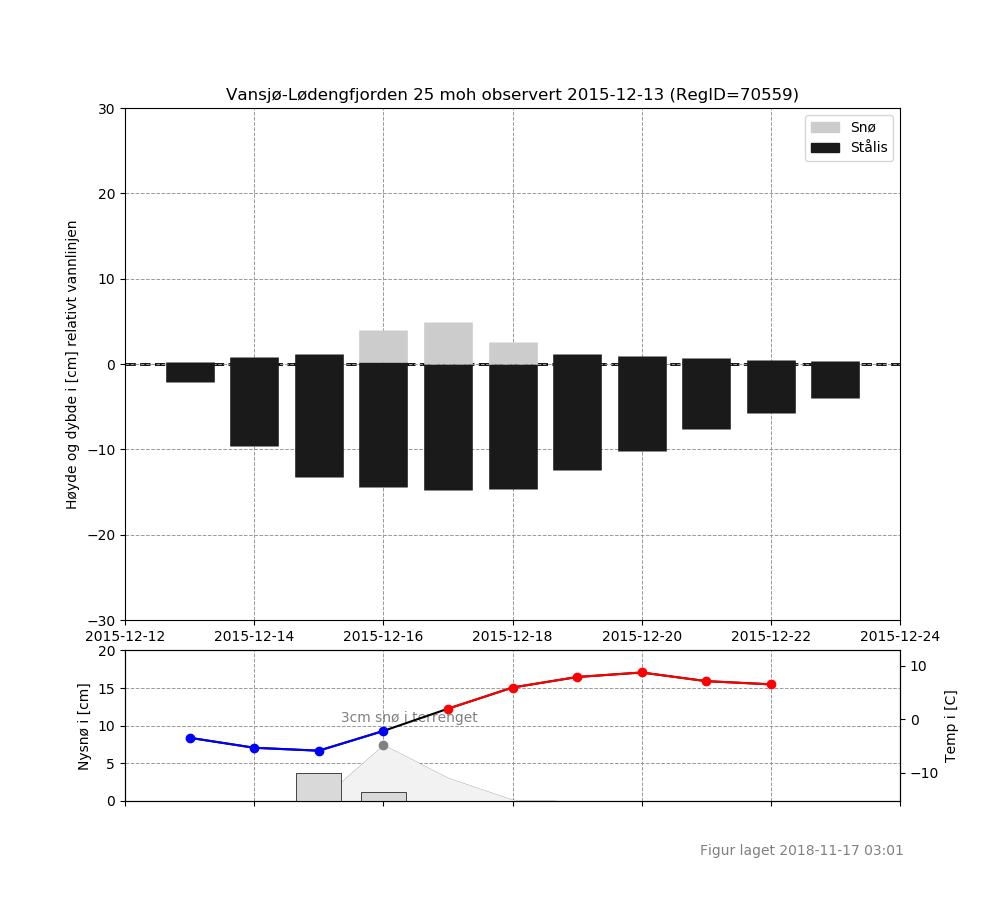 Vansjø-Lødengfjorden 25 moh observert 2015-12-13 (RegID=70559)
Snø
Stålis
Høyde og dybde i [cm] relativt vannlinjen
30
20
10
0
−10
−20
−30
2015-12-12 2015-12-14 2015-12-16 2015-12-18 2015-12-20 2015-12-22 2015-12-24
Nysnø i [cm]
20
15
10
5
0
3cm snø i terrenget
10
0
−10
Temp i [C]
Figur laget 2018-11-17 03:01